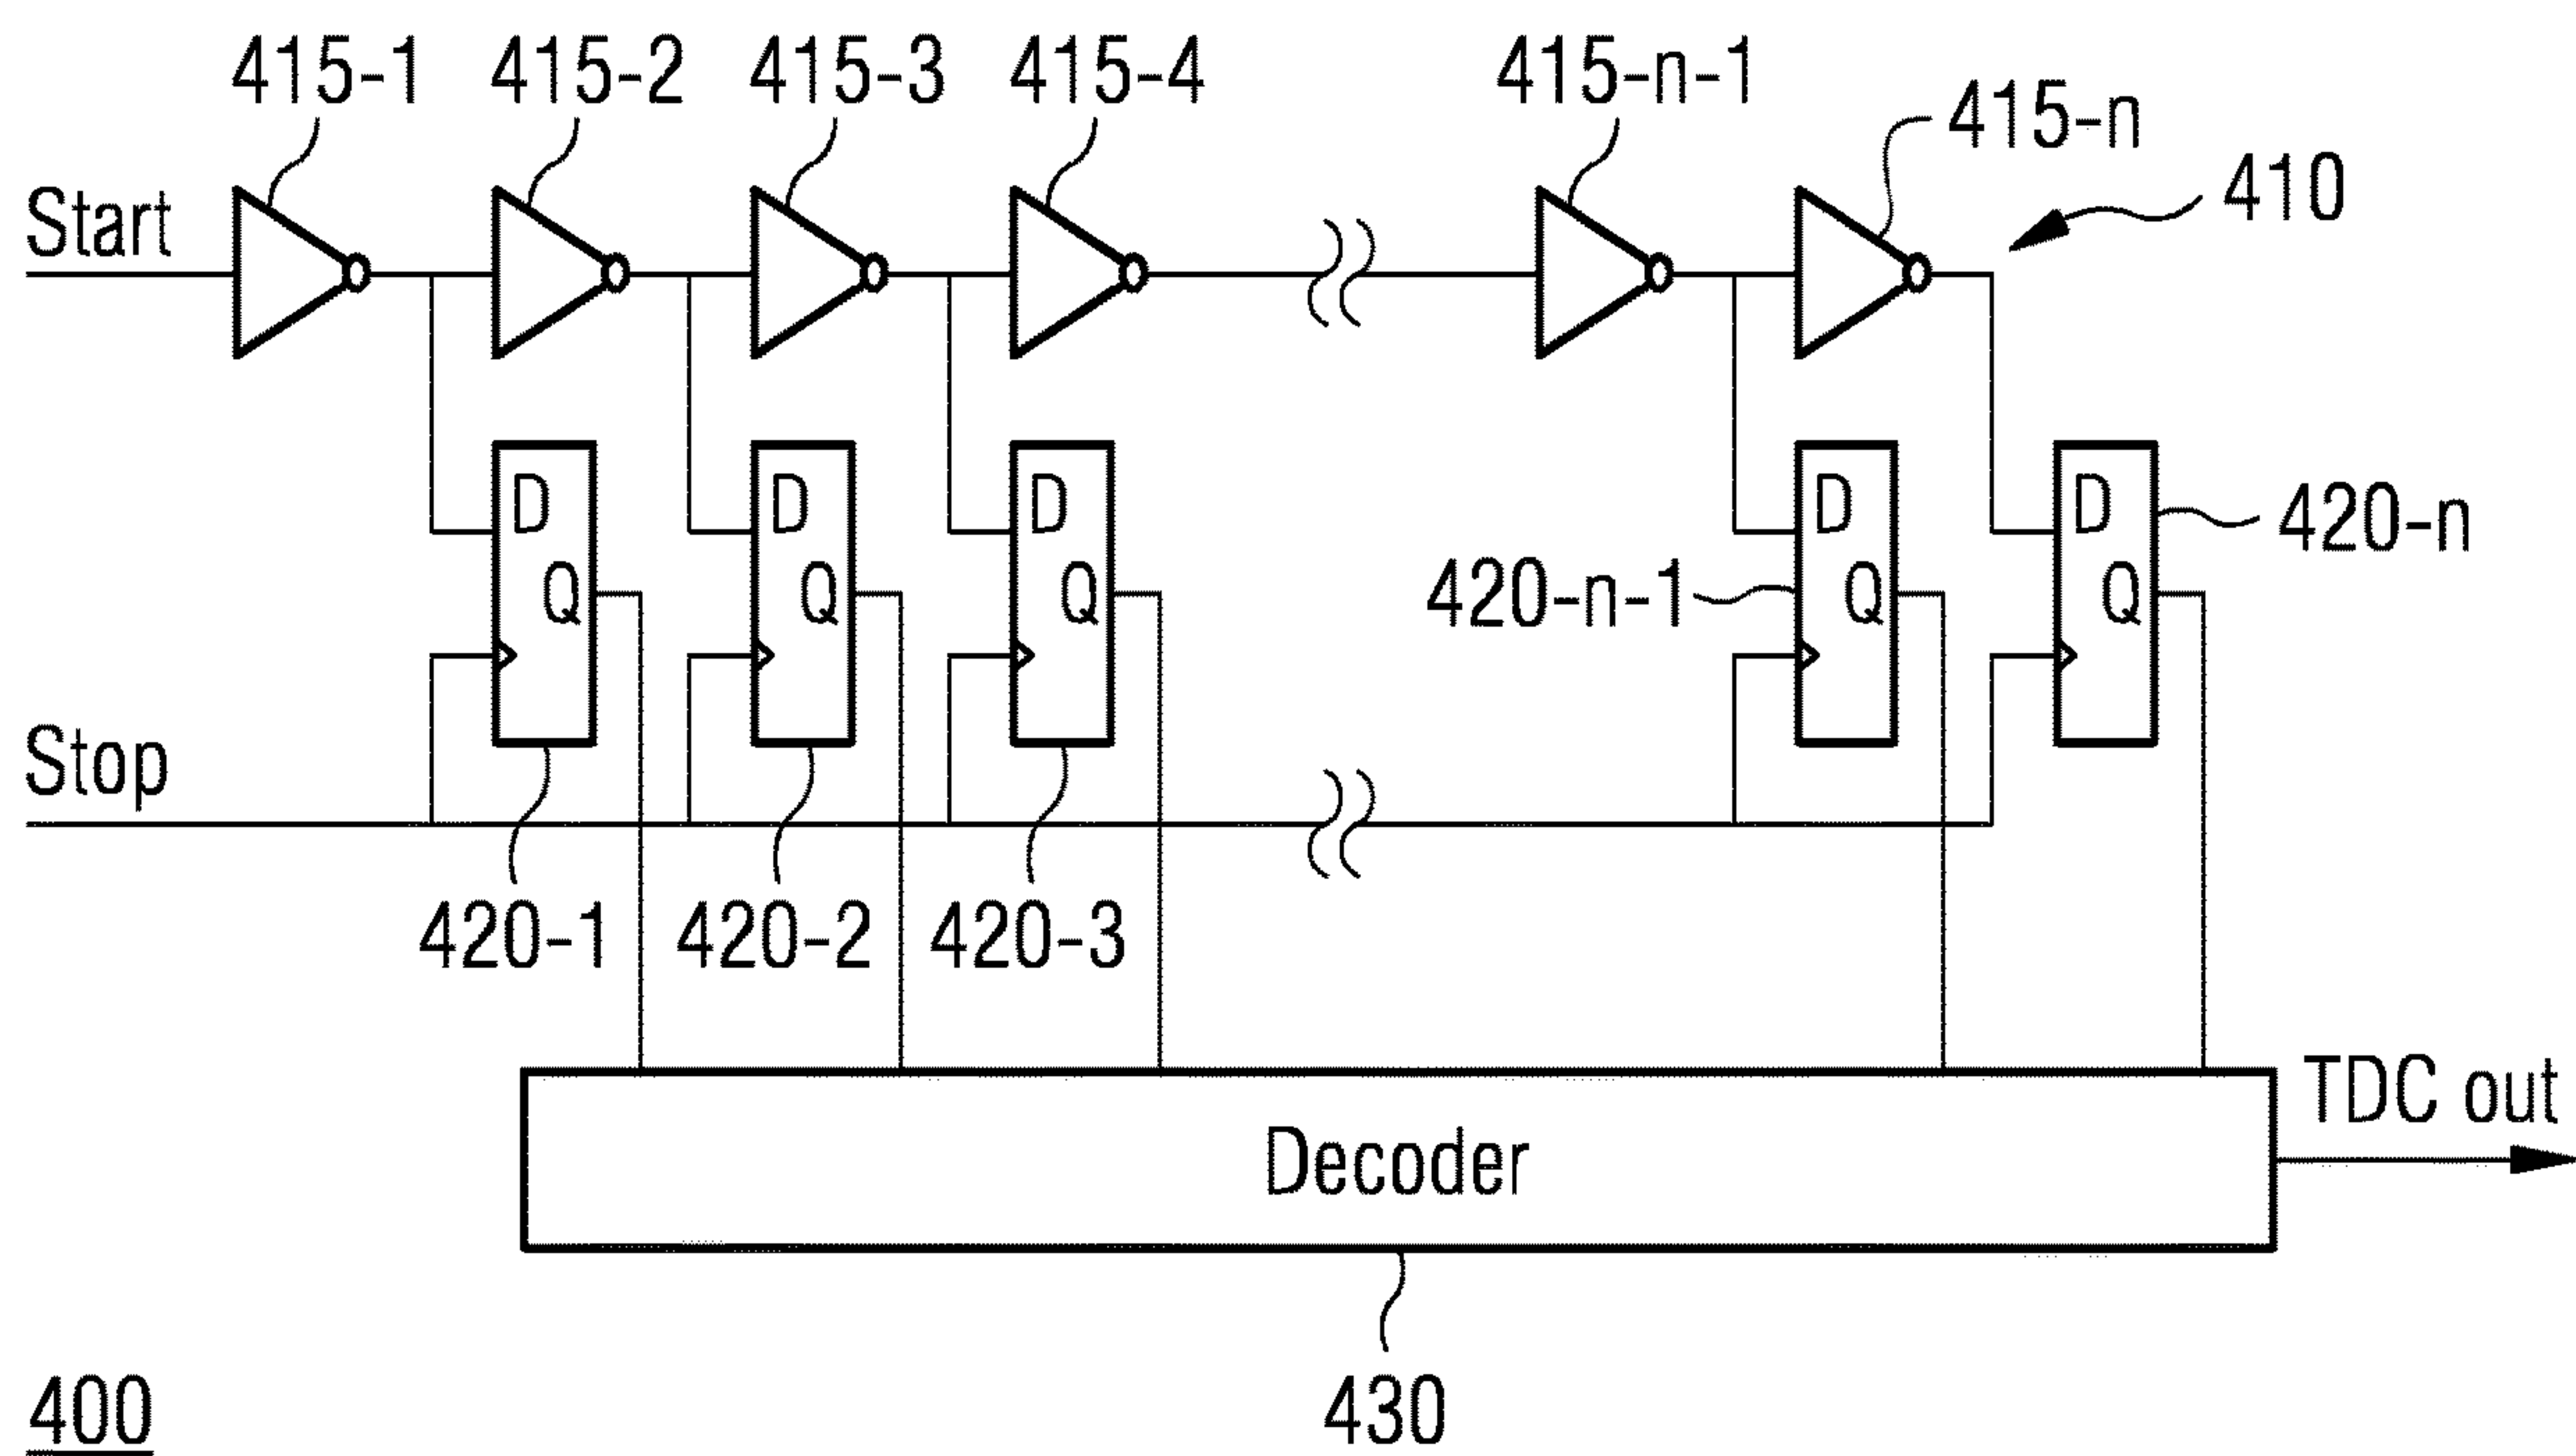 415-1 415-2 415-3 415-4 415-n-1 415-n
410
Start
D D D D D
420-n
Q Q Q 420-n-1 Q Q
Stop
420-1 420-2 420-3
TDC out
Decoder
400 430